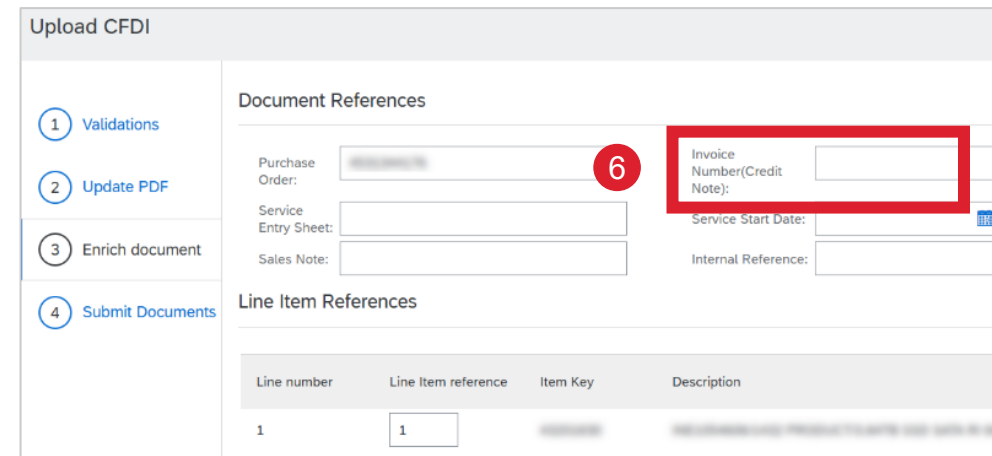 Upload CFDI
1 Validations
2 Update PDF
3 Enrich document
4 Submit Documents
Document References
Purchase
Order:
6
Invoice
Number(Credit
Note):
Service
Entry Sheet:
Service Start Date:
Sales Note:
Internal Reference:
Line Item References
Line number Line Item reference Item Key Description
1 1